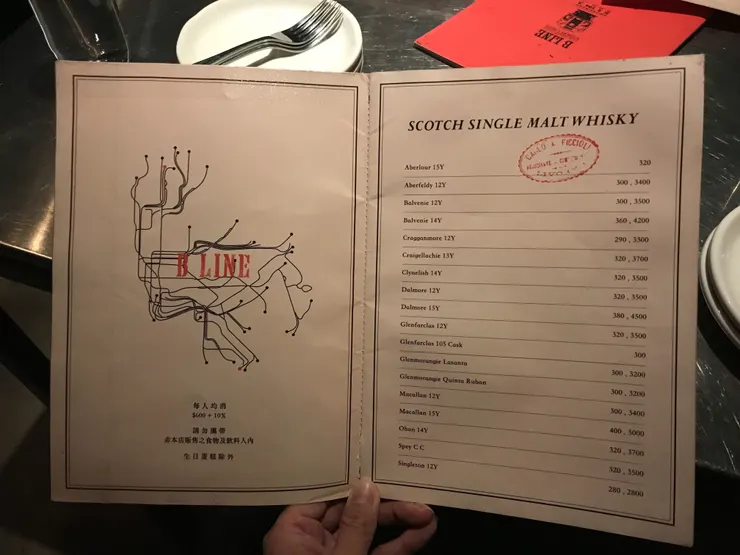 B LINE
B LINE
每人均消
$600 + 10%
請勿攜帶
非本店販售之食物及飲料入內
生日蛋糕除外
SCOTCH SINGLE MALT WHISKY
Aberlour 15Y 320
Aberfeldy 12Y 300 , 3400
Balvenie 12Y 300 , 3500
Balvenie 14Y 360 , 4200
Cragganmore 12Y 290 , 3300
Craigellachie 13Y 320 , 3700
Clynelish 14Y 320 , 3500
Dalmore 12Y 320 , 3500
Dalmore 15Y 380 , 4500
Glenfarclas 12Y 320 , 3500
Glenfarclas 105 Cask 300
Glenmorangie Lasanta 300 , 3200
Glenmorangie Quinta Ruban 300 , 3200
Macallan 12Y 300 , 3400
Macallan 15Y 400 , 5000
Oban 14Y 320 , 3700
Spey C C 320 , 3500
Singleton 12Y 280 , 2800